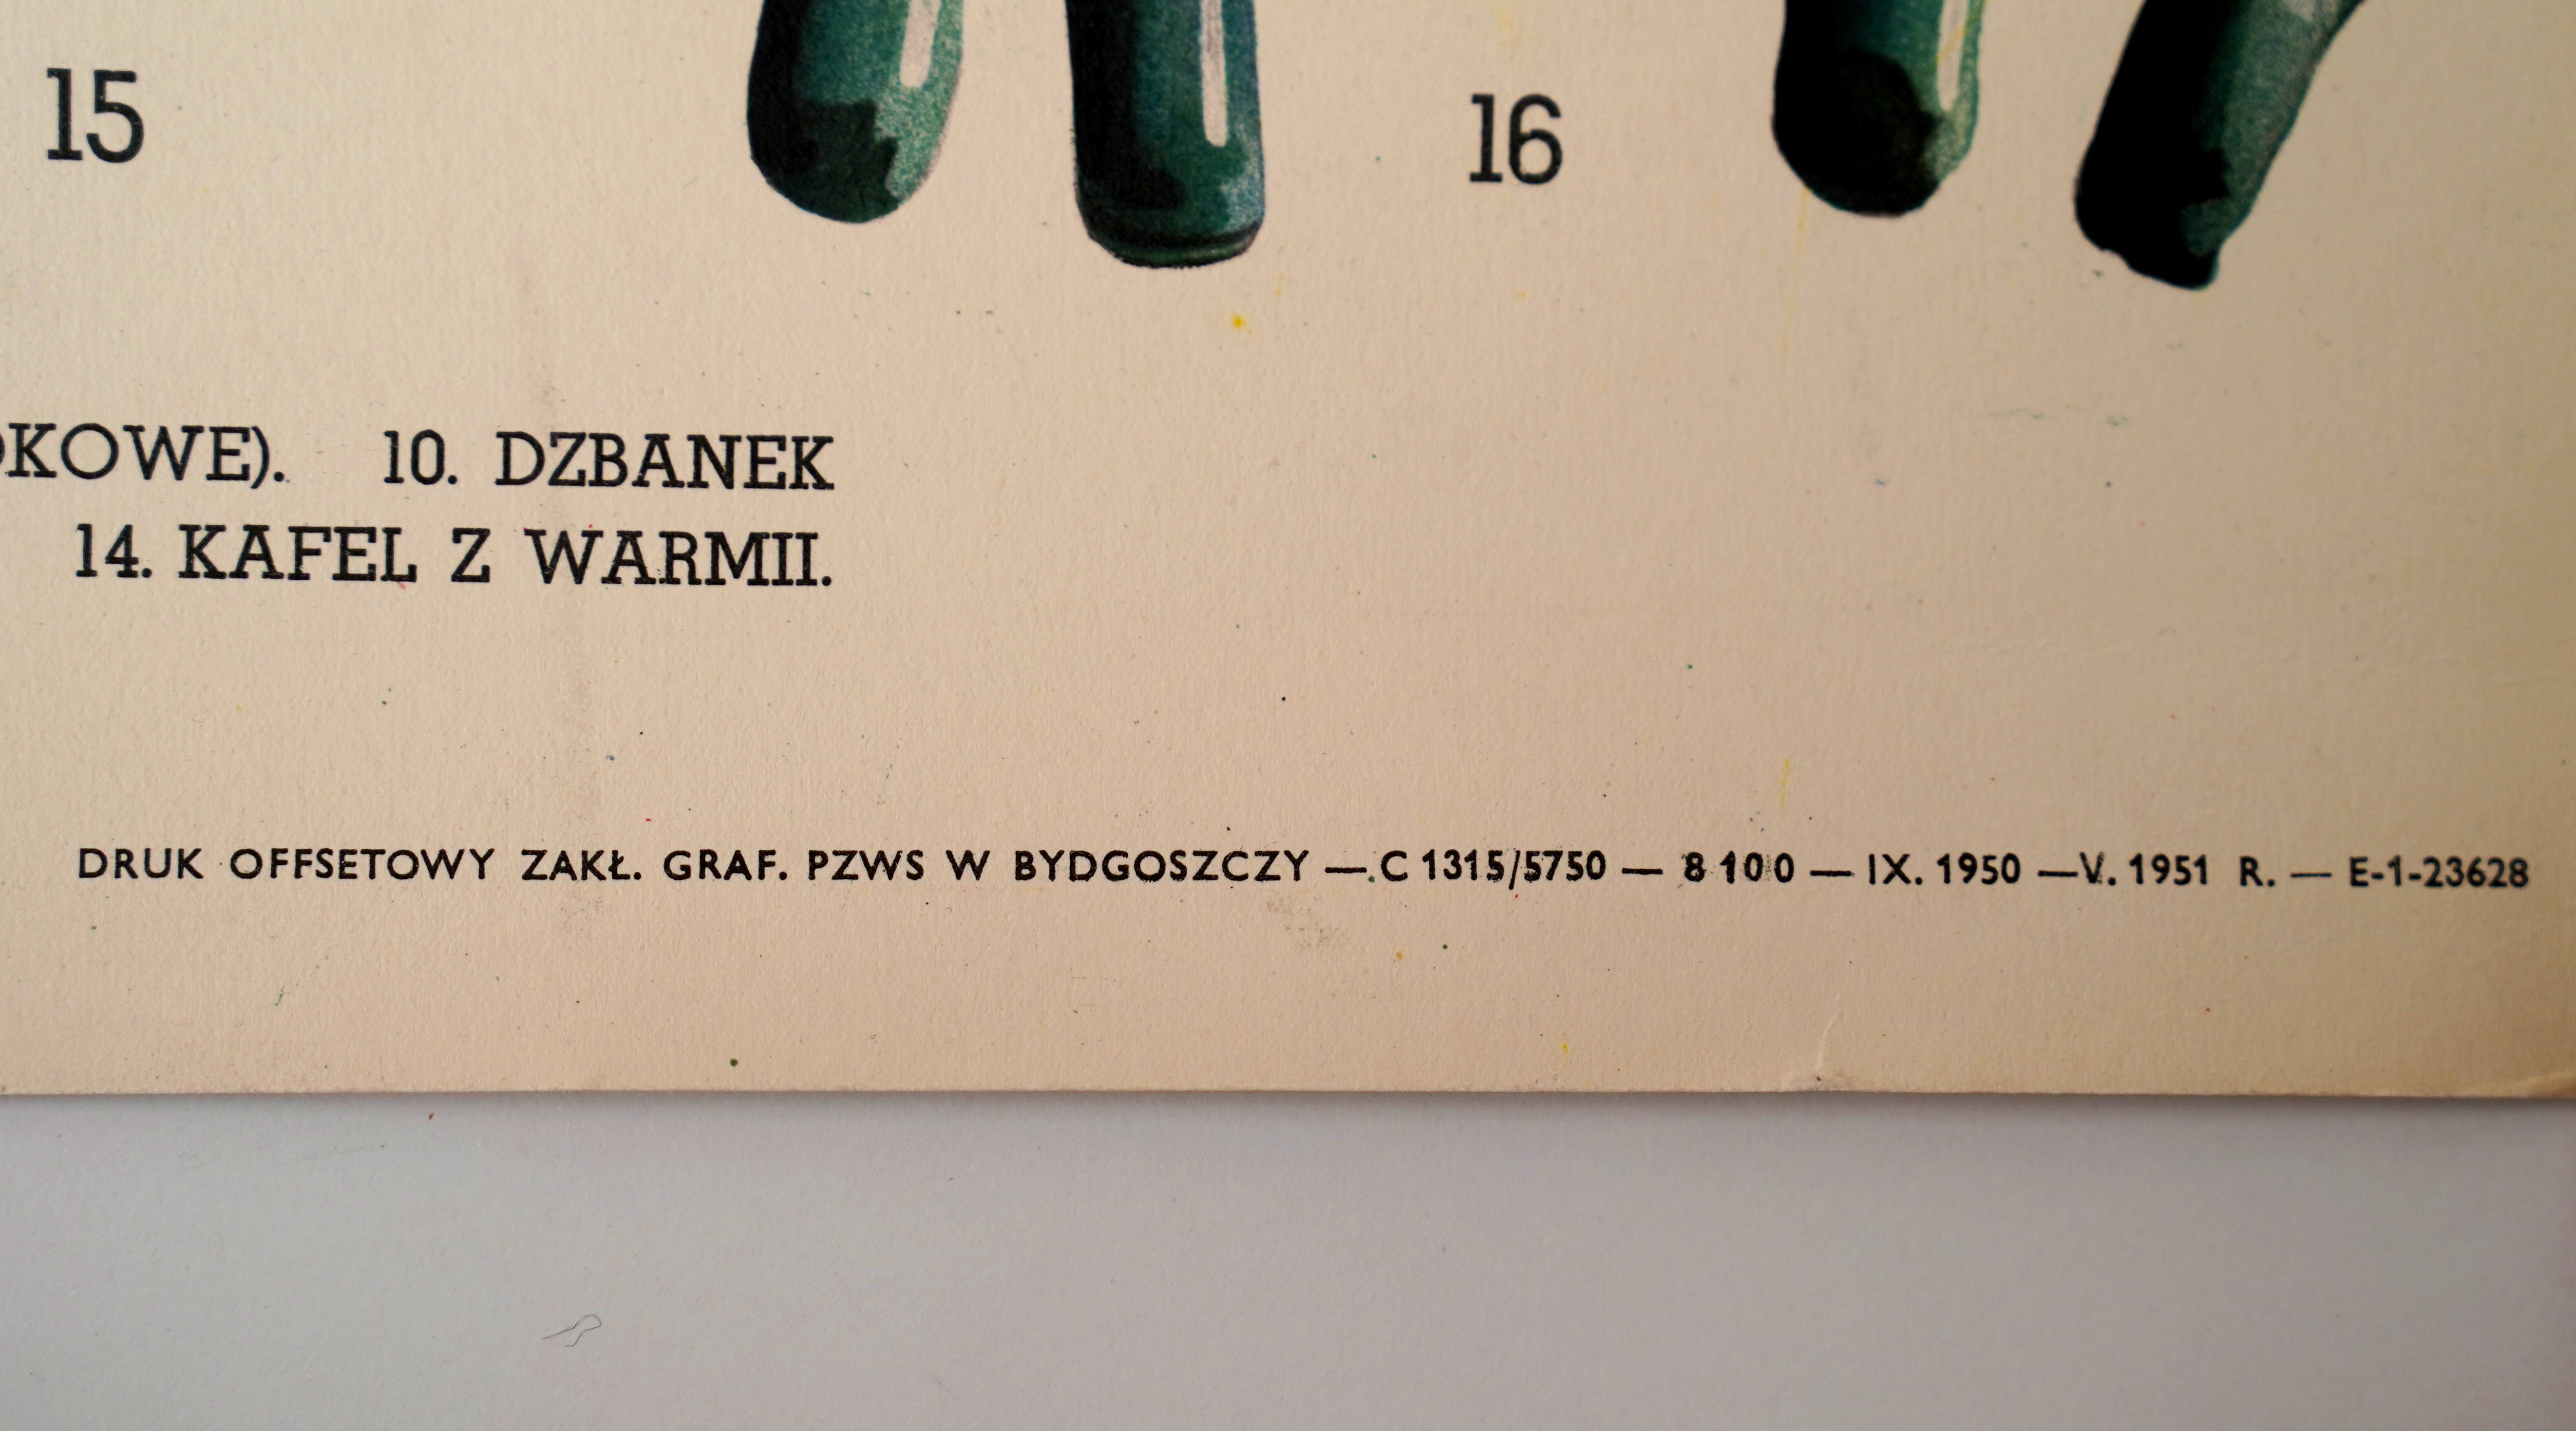 15
16
OKOWE). 10. DZBANEK
14. KAFEL Z WARMII.
DRUK OFFSETOWY ZAKŁ. GRAF. PZWS W BYDGOSZCZY — C 1315/5750 — 8 100 — IX. 1950 — V. 1951 R. — E-1-23628